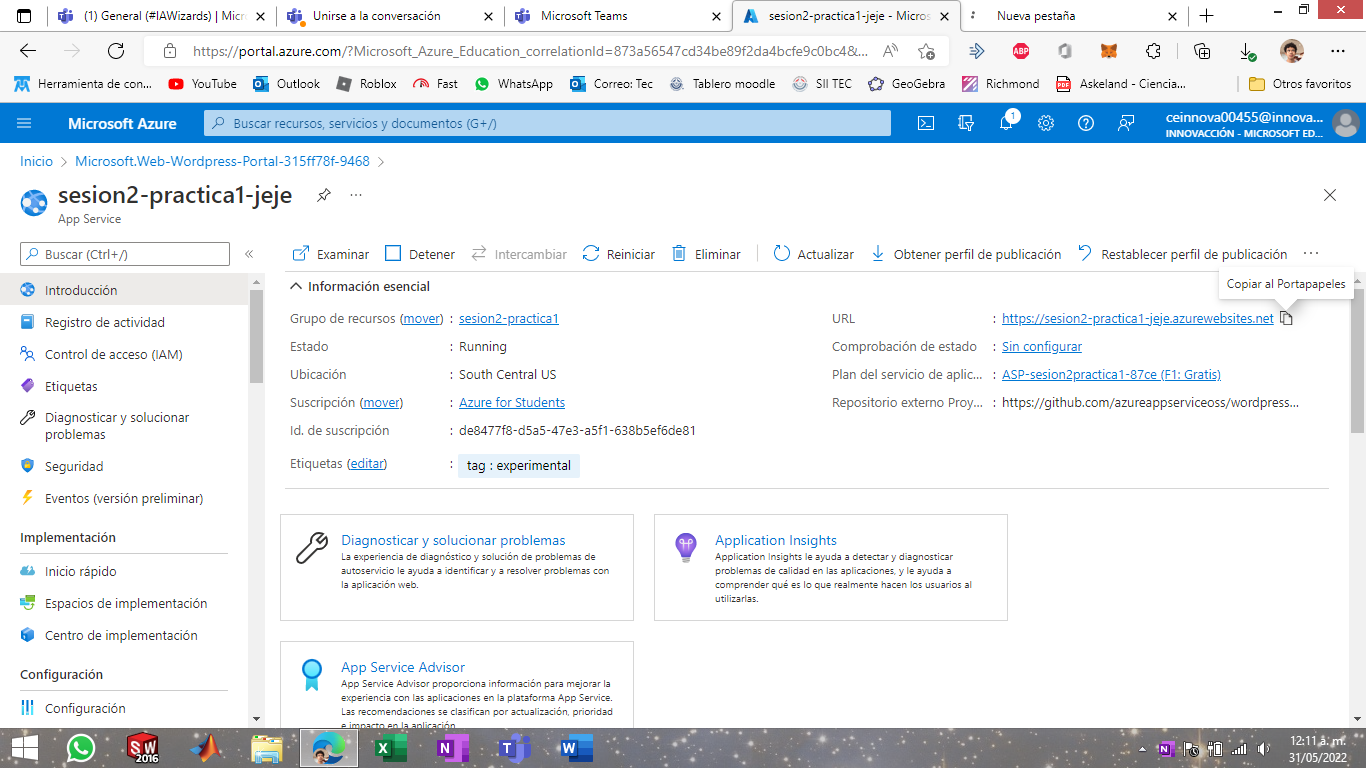 (1) General (#IAWizards) | Micr
Unirse a la conversación
Microsoft Teams
sesion2-practica1-jeje - Micros
Nueva pestaña
https://portal.azure.com/?Microsoft_Azure_Education_correlationId=873a56547cd34be89f2da4bcfe9c0bc4&...
ABP
Herramienta de con...
YouTube
Outlook
Roblox
Fast
WhatsApp
Correo: Tec
Tablero moodle
SII TEC
GeoGebra
Richmond
PDF
Askeland - Ciencia...
Otros favoritos
Microsoft Azure
Buscar recursos, servicios y documentos (G+/)
1
ceinnova00455@innova...
INNOVACCIÓN - MICROSOFT ED...
Inicio > Microsoft.Web-Wordpress-Portal-315ff78f-9468 >
sesion2-practica1-jeje
App Service
Buscar (Ctrl+/)
Examinar
Detener
Intercambiar
Reiniciar
Eliminar
Actualizar
Obtener perfil de publicación
Restablecer perfil de publicación
Copiar al Portapapeles
Introducción
Registro de actividad
Control de acceso (IAM)
Etiquetas
Diagnosticar y solucionar
problemas
Seguridad
Eventos (versión preliminar)
Implementación
Inicio rápido
Espacios de implementación
Centro de implementación
Configuración
Configuración
Información esencial
Grupo de recursos (mover) : sesion2-practica1
Estado : Running
Ubicación : South Central US
Suscripción (mover) : Azure for Students
Id. de suscripción : de8477f8-d5a5-47e3-a5f1-638b5ef6de81
Etiquetas (editar) : tag : experimental
URL : https://sesion2-practica1-jeje.azurewebsites.net
Comprobación de estado : Sin configurar
Plan del servicio de aplic... : ASP-sesion2practica1-87ce (F1: Gratis)
Repositorio externo Proy... : https://github.com/azureappserviceoss/wordpress...
Diagnosticar y solucionar problemas
La experiencia de diagnóstico y solución de problemas de
autoservicio le ayuda a identificar y a resolver problemas con
la aplicación web.
Application Insights
Application Insights le ayuda a detectar y diagnosticar
problemas de calidad en las aplicaciones, y le ayuda a
comprender qué es lo que realmente hacen los usuarios al
utilizarlas.
App Service Advisor
App Service Advisor proporciona información para mejorar la
experiencia con las aplicaciones en la plataforma App Service.
Las recomendaciones se clasifican por actualización, prioridad
e impacto en la aplicación.
SW
2016
12:11 a. m.
31/05/2022